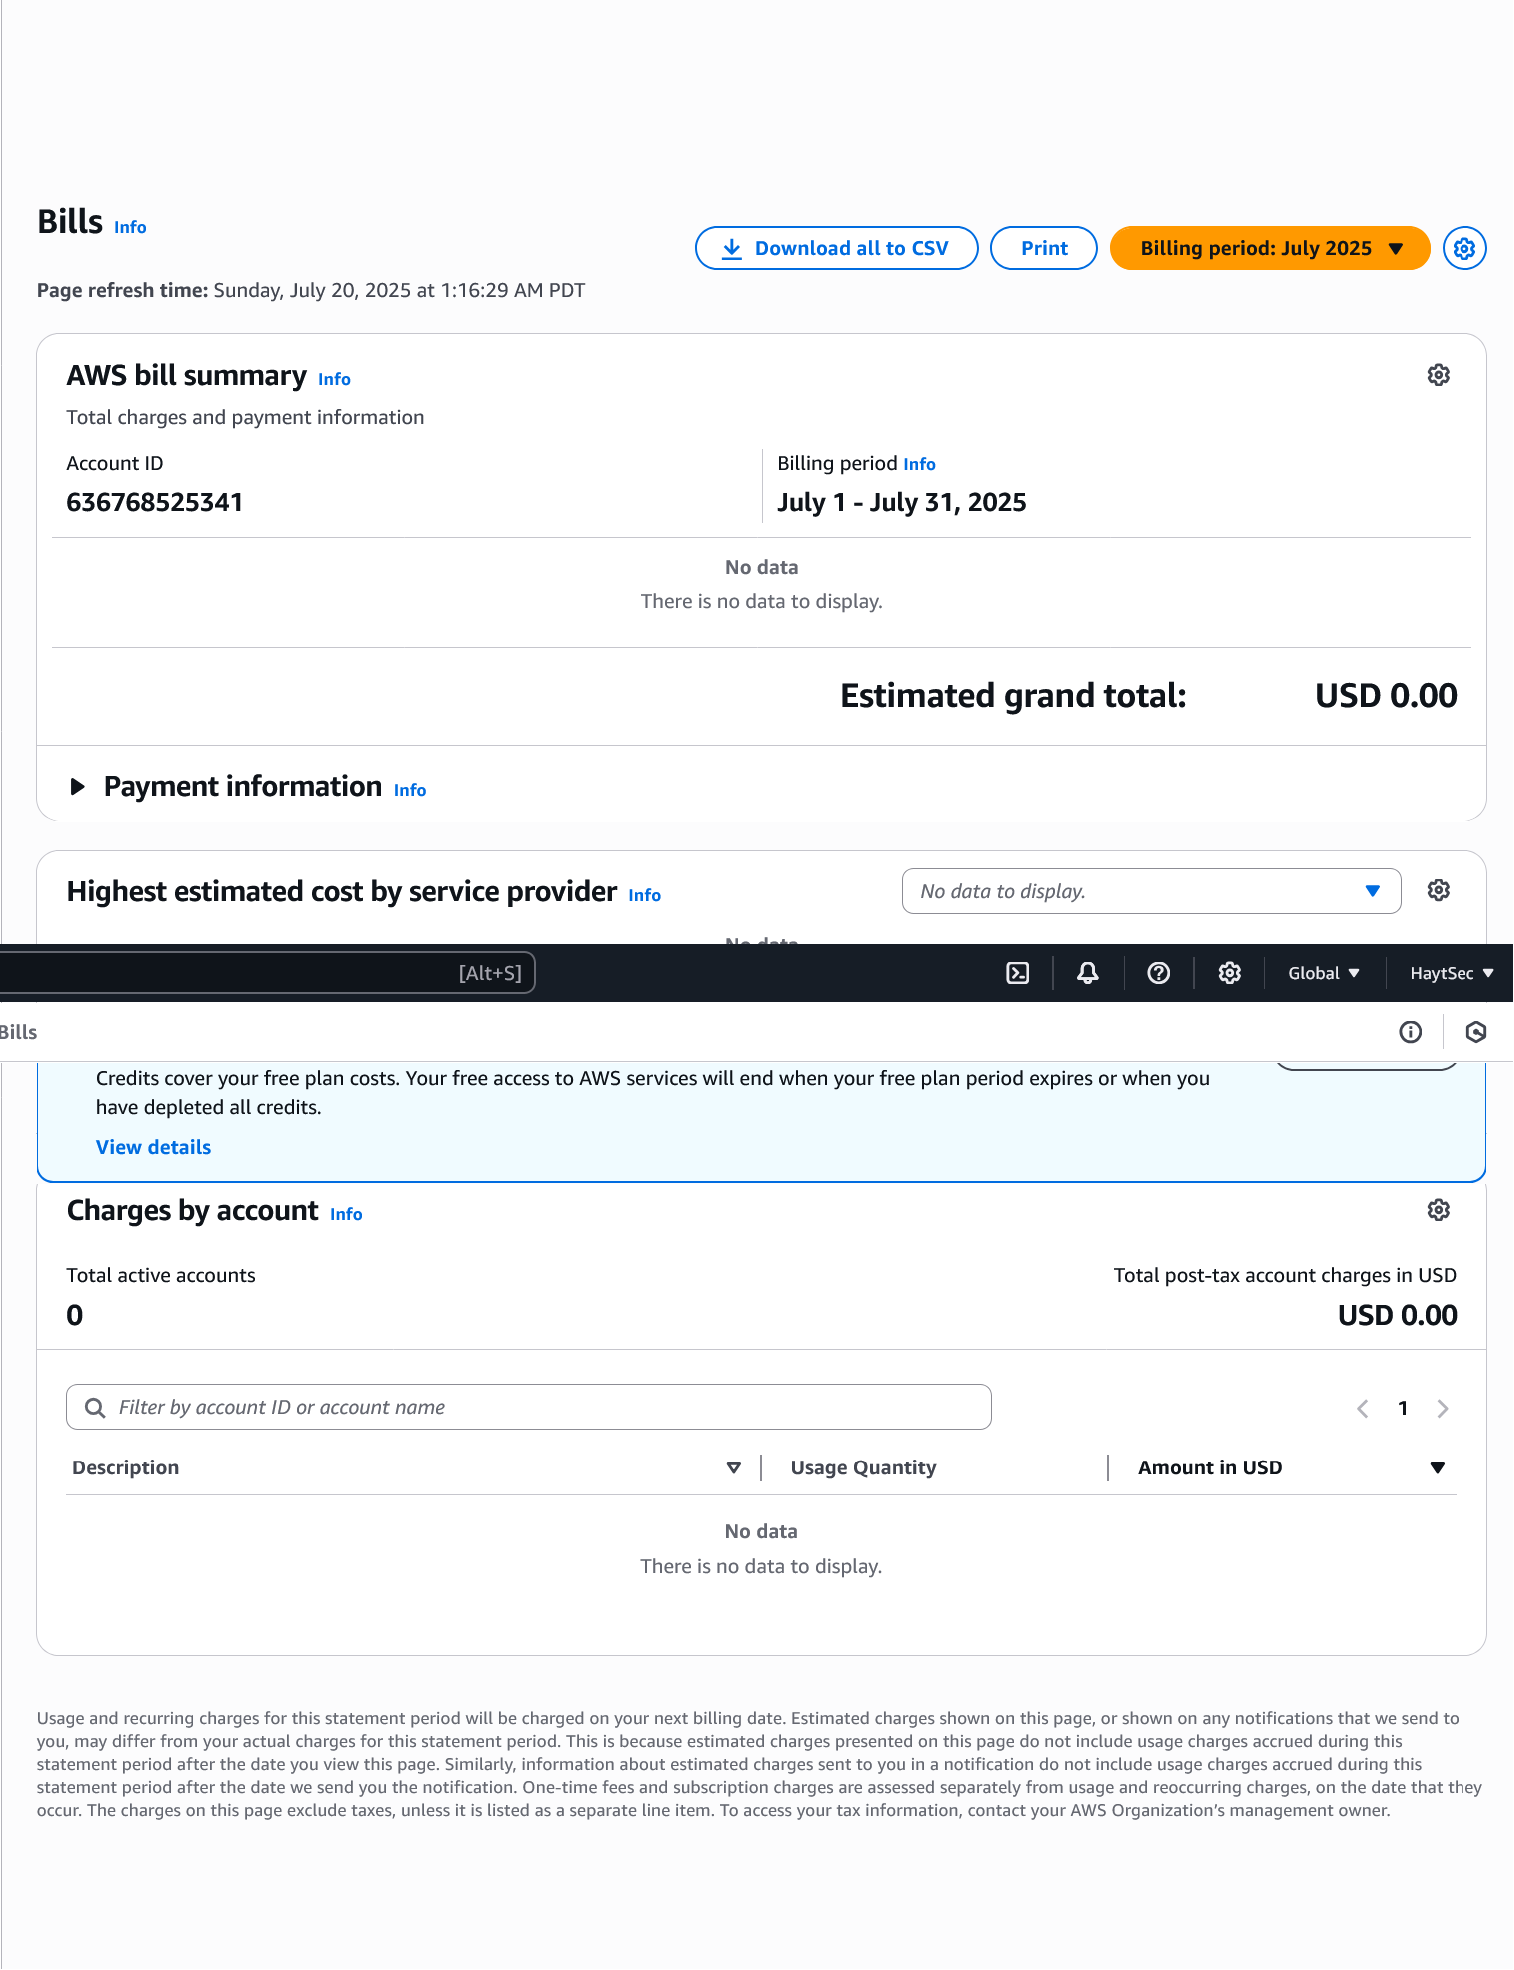 Bills Info
Download all to CSV
Print
Billing period: July 2025
Page refresh time: Sunday, July 20, 2025 at 1:16:29 AM PDT
AWS bill summary Info
Total charges and payment information
Account ID
636768525341
Billing period Info
July 1 - July 31, 2025
No data
There is no data to display.
Estimated grand total: USD 0.00
Payment information Info
Highest estimated cost by service provider Info
No data to display.
No data
[Alt+S]
Global
HaytSec
Bills
Credits cover your free plan costs. Your free access to AWS services will end when your free plan period expires or when you
have depleted all credits.
View details
Charges by account Info
Total active accounts
0
Total post-tax account charges in USD
USD 0.00
Filter by account ID or account name
1
Description
Usage Quantity
Amount in USD
No data
There is no data to display.
Usage and recurring charges for this statement period will be charged on your next billing date. Estimated charges shown on this page, or shown on any notifications that we send to
you, may differ from your actual charges for this statement period. This is because estimated charges presented on this page do not include usage charges accrued during this
statement period after the date you view this page. Similarly, information about estimated charges sent to you in a notification do not include usage charges accrued during this
statement period after the date we send you the notification. One-time fees and subscription charges are assessed separately from usage and reoccurring charges, on the date that they
occur. The charges on this page exclude taxes, unless it is listed as a separate line item. To access your tax information, contact your AWS Organization's management owner.